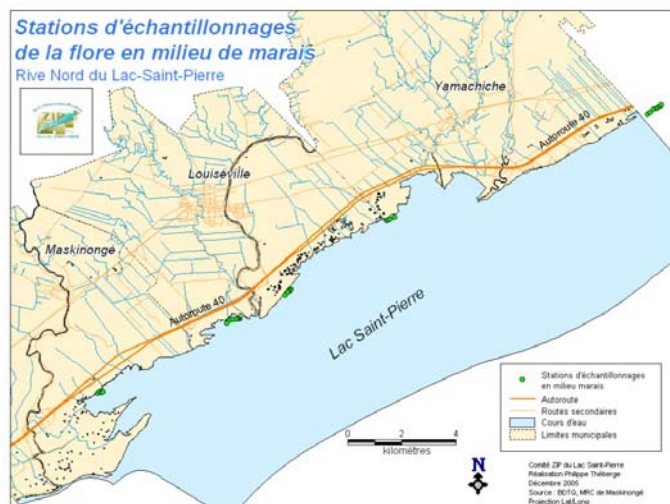 Stations d'échantillonnages
de la flore en milieu de marais
Rive Nord du Lac-Saint-Pierre
ZIP
Yamachiche
Autoroute 40
Louiseville
Maskinongé
Autoroute 40
Lac Saint-Pierre
Stations d'échantillonnages
en milieu marais
Autoroute
Routes secondaires
Cours d'eau
Limites municipales
0 2 4
kilomètres
N
Comité ZIP du Lac Saint-Pierre
Réalisation Philippe Théberge
Décembre 2005
Source : BDTQ, MRC de Maskinongé
Projection Lat/Long